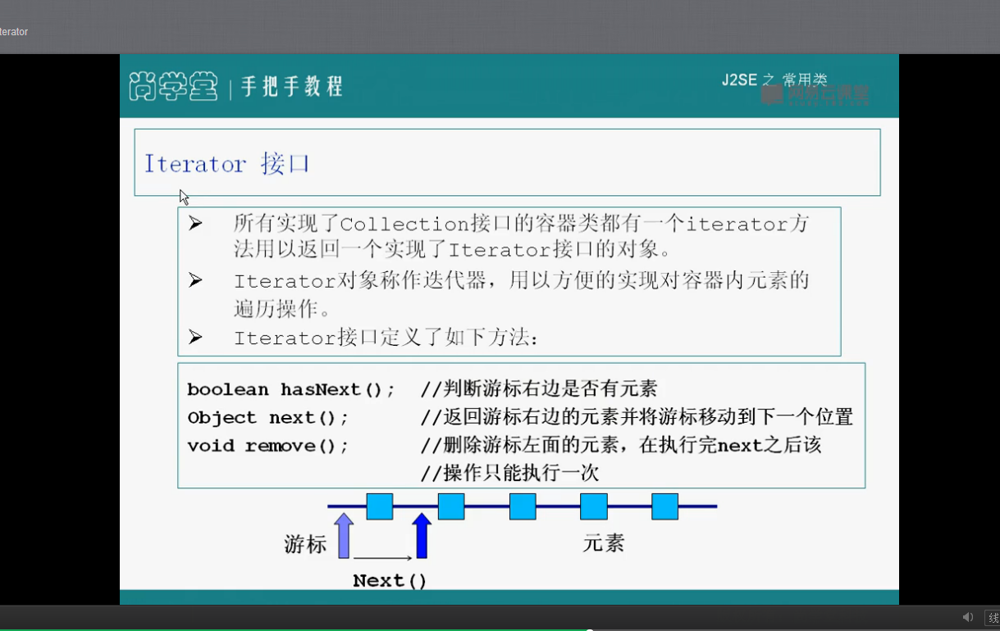 terator
尚学堂 | 手把手教程
J2SE 之 常用类
网易云课堂
Iterator 接口
➢ 所有实现了Collection接口的容器类都有一个iterator方
法用以返回一个实现了Iterator接口的对象。
➢ Iterator对象称作迭代器，用以方便的实现对容器内元素的
遍历操作。
➢ Iterator接口定义了如下方法：
boolean hasNext(); //判断游标右边是否有元素
Object next(); //返回游标右边的元素并将游标移动到下一个位置
void remove(); //删除游标左面的元素，在执行完next之后该
//操作只能执行一次
游标
元素
Next()
线